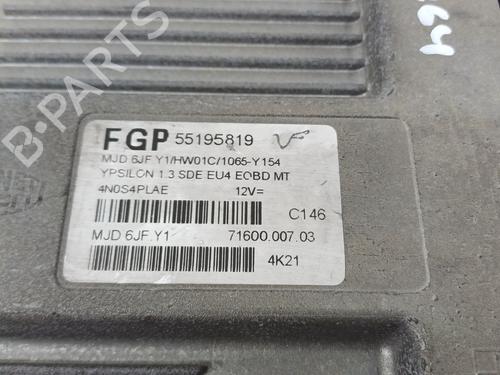 64
FGP 55195819
MJD 6JF Y1/HW01C/1065-Y154
YPSILON 1.3 SDE EU4 EOBD MT
4N0S4PLAE 12V=
C146
MJD 6JF.Y1 71600.007.03
4K21